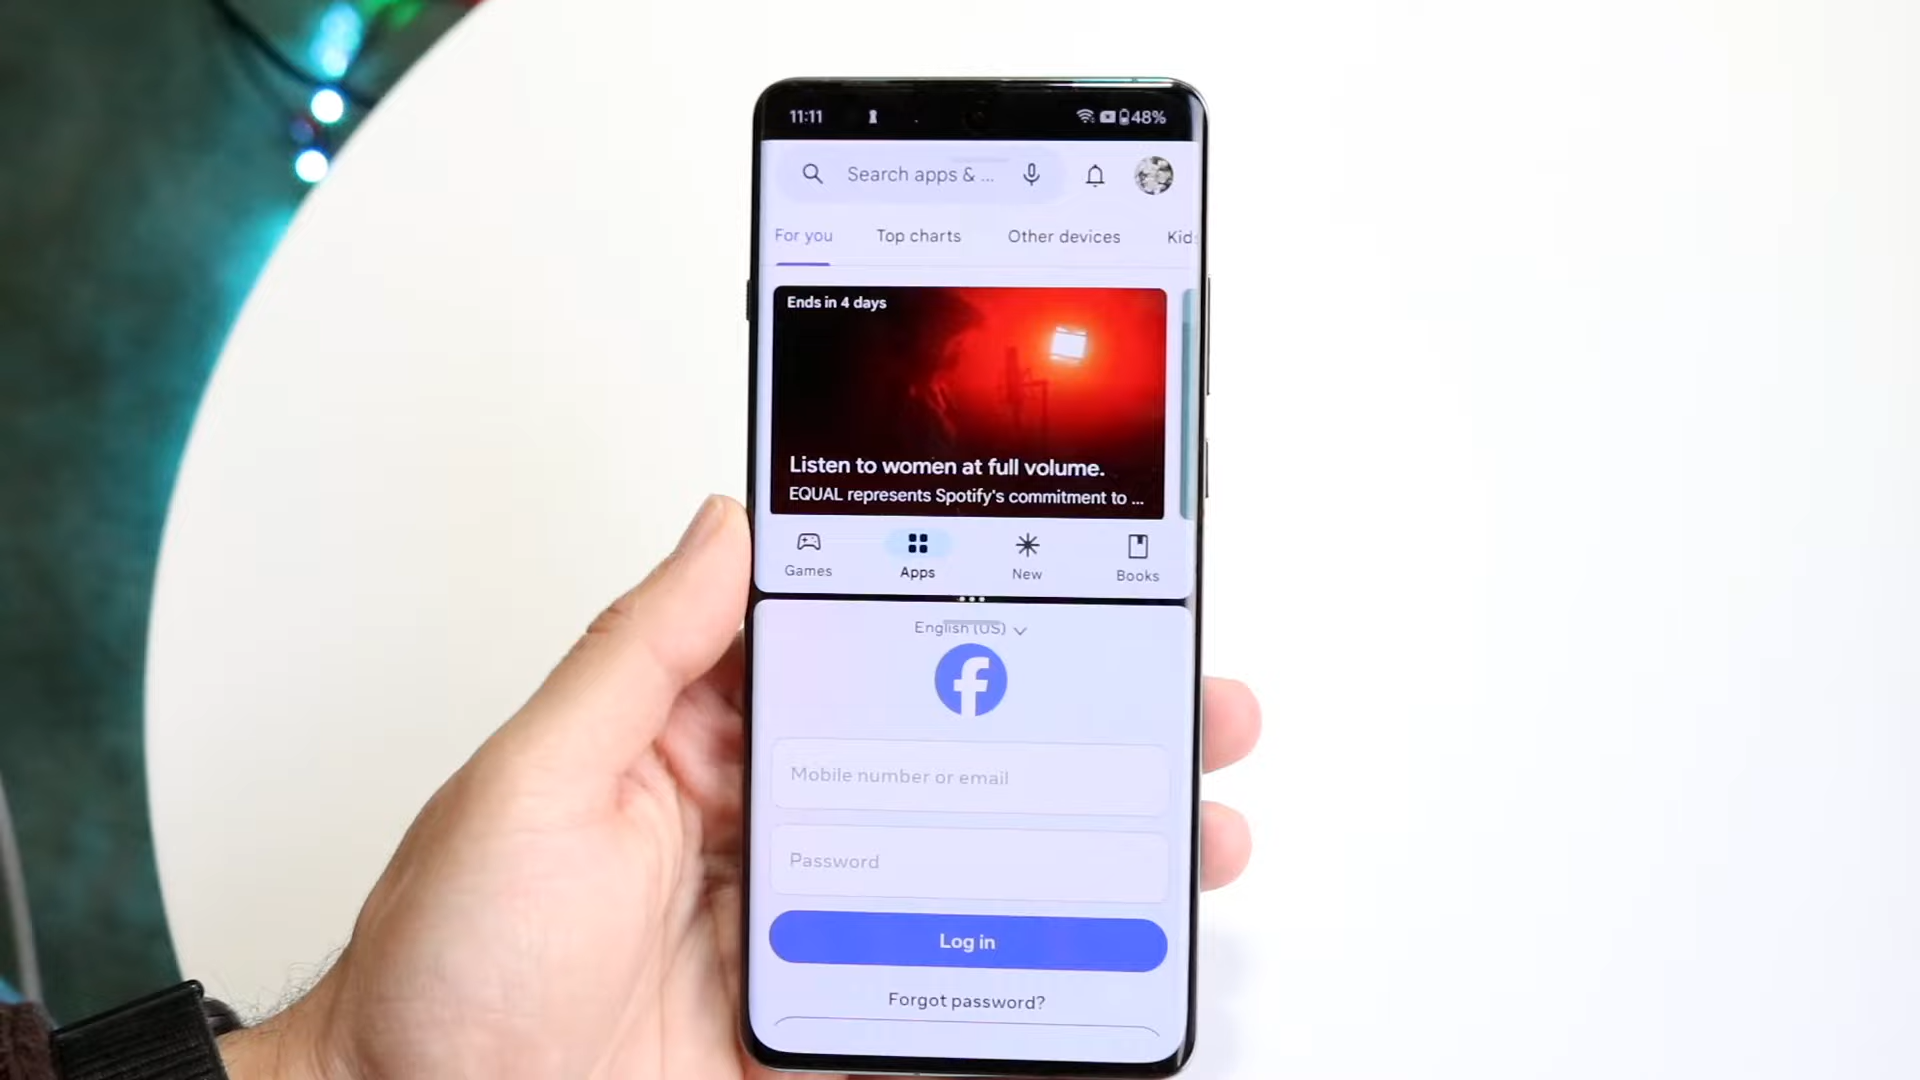 11:11 48%
Search apps & ...
For you Top charts Other devices Kids
Ends in 4 days
Listen to women at full volume.
EQUAL represents Spotify's commitment to ...
Games Apps New Books
English (US)
Mobile number or email
Password
Log in
Forgot password?